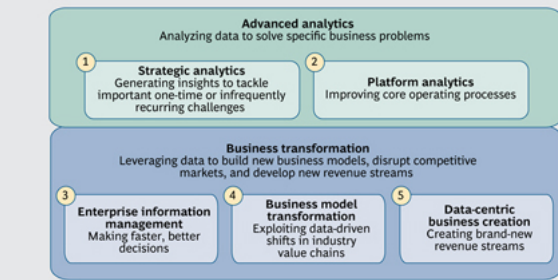 Advanced analytics
Analyzing data to solve specific business problems
1
Strategic analytics
Generating insights to tackle
important one-time or infrequently
recurring challenges
2
Platform analytics
Improving core operating processes
Business transformation
Leveraging data to build new business models, disrupt competitive
markets, and develop new revenue streams
3
Enterprise information
management
Making faster, better
decisions
4
Business model
transformation
Exploiting data-driven
shifts in industry
value chains
5
Data-centric
business creation
Creating brand-new
revenue streams